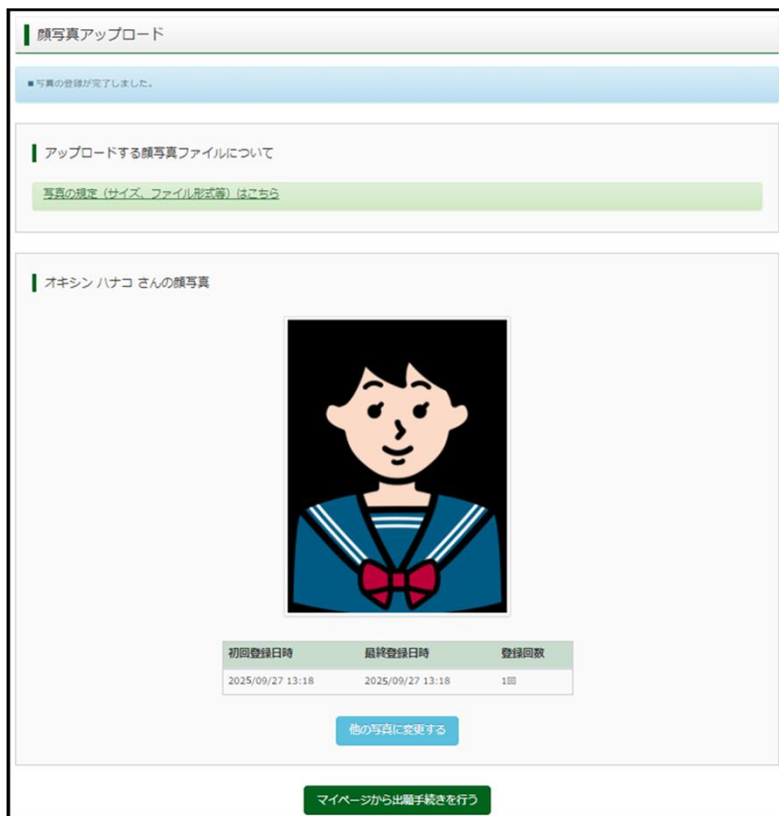 顔写真アップロード
■写真の登録が完了しました。
アップロードする顔写真ファイルについて
写真の規定（サイズ、ファイル形式等）はこちら
オキシン ハナコ さんの顔写真
初回登録日時 最終登録日時 登録回数
2025/09/27 13:18 2025/09/27 13:18 1回
他の写真に変更する
マイページから出願手続きを行う